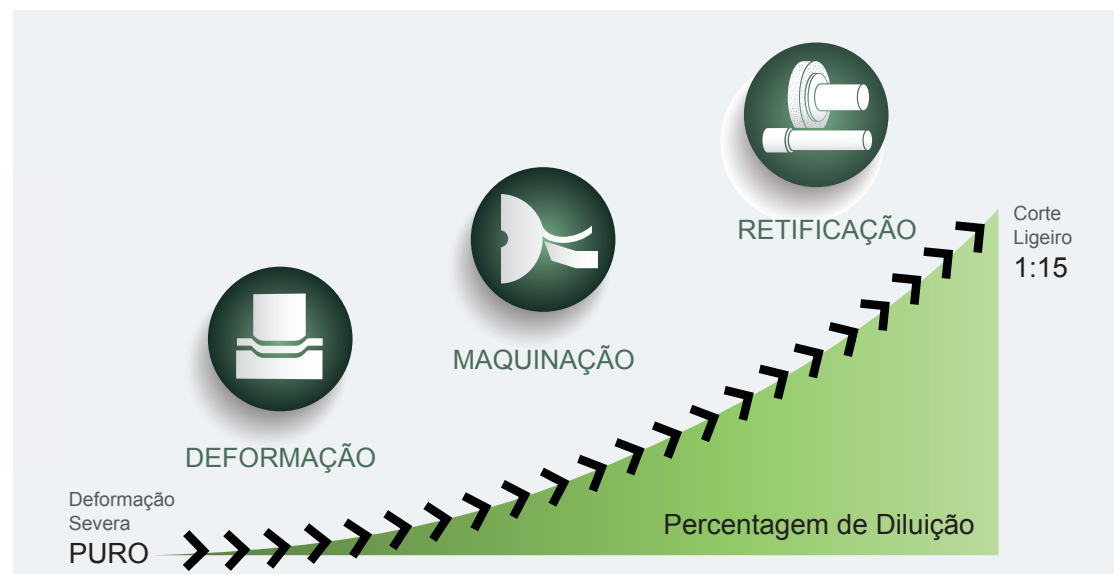 RETIFICAÇÃO
Corte
Ligeiro
1:15
MAQUINAÇÃO
DEFORMAÇÃO
Deformação
Severa
PURO
Percentagem de Diluição